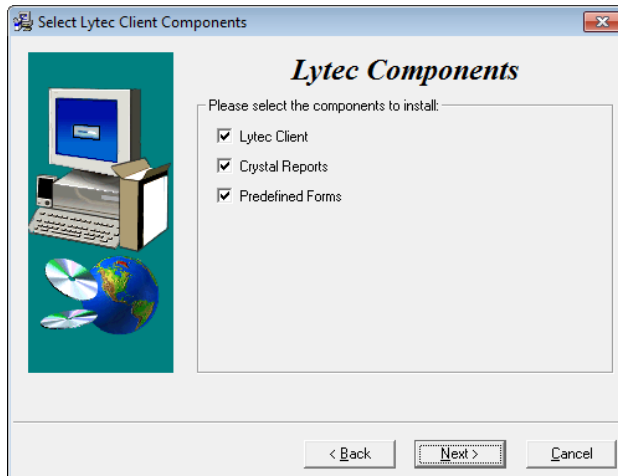 Select Lytec Client Components
Lytec Components
Please select the components to install:
Lytec Client
Crystal Reports
Predefined Forms
< Back
Next >
Cancel